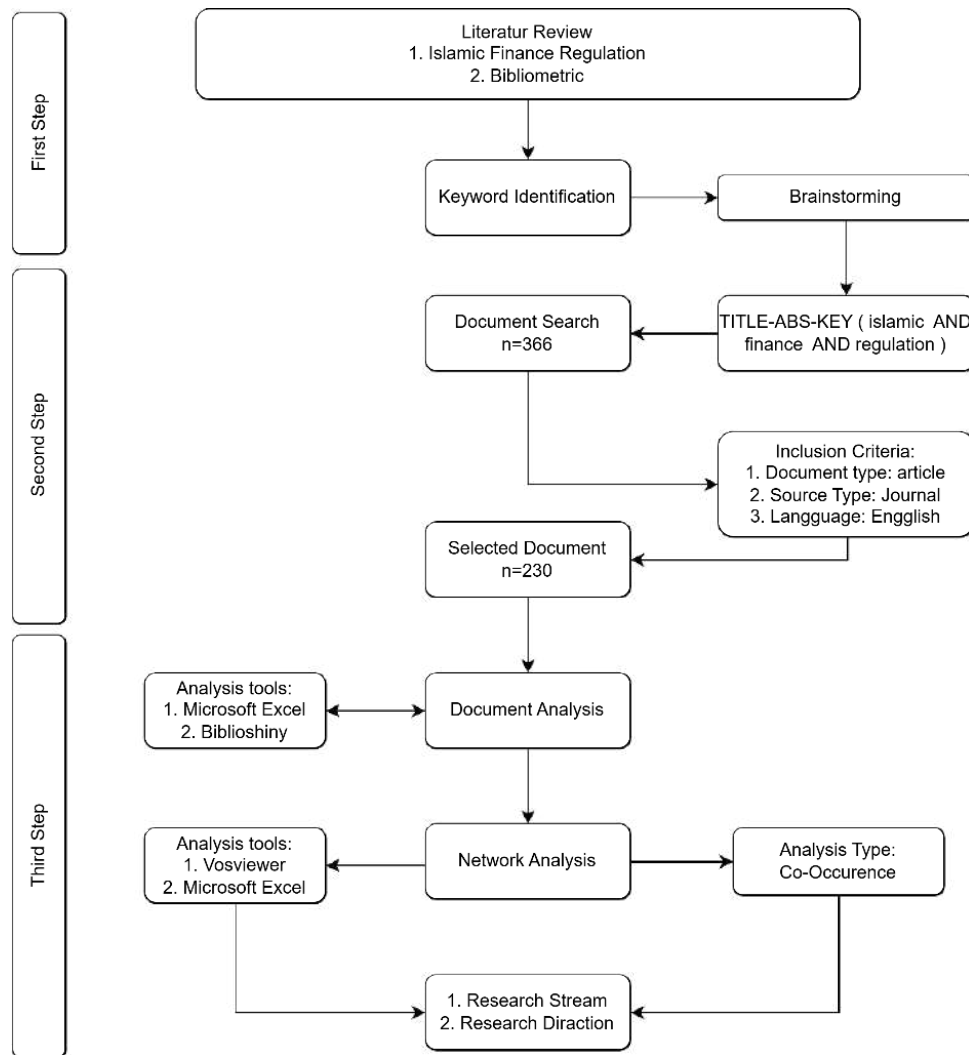 First Step
Literatur Review
1. Islamic Finance Regulation
2. Bibliometric
Keyword Identification
Brainstorming
Second Step
Document Search
n=366
TITLE-ABS-KEY ( islamic AND
finance AND regulation )
Inclusion Criteria:
1. Document type: article
2. Source Type: Journal
3. Langguage: Engglish
Selected Document
n=230
Third Step
Analysis tools:
1. Microsoft Excel
2. Biblioshiny
Document Analysis
Analysis tools:
1. Vosviewer
2. Microsoft Excel
Network Analysis
Analysis Type:
Co-Occurence
1. Research Stream
2. Research Diraction